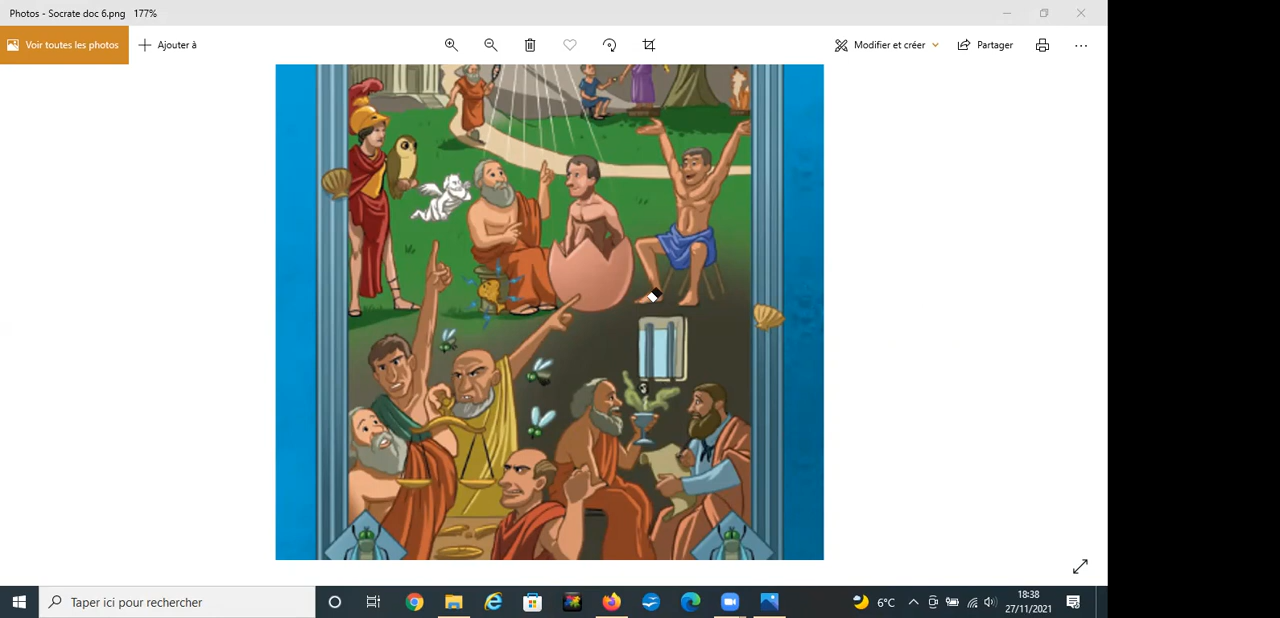 Photos - Socrate doc 6.png 177%
Voir toutes les photos
Ajouter à
Modifier et créer
Partager
Taper ici pour rechercher
6°C
18:38
27/11/2021